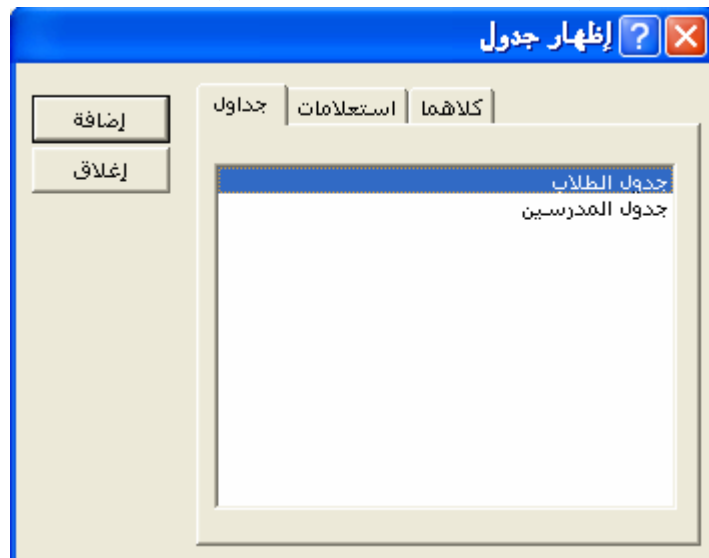 إظهار جدول
جداول
استعلامات
كلاهما
إضافة
إغلاق
جدول الطلاب
جدول المدرسين